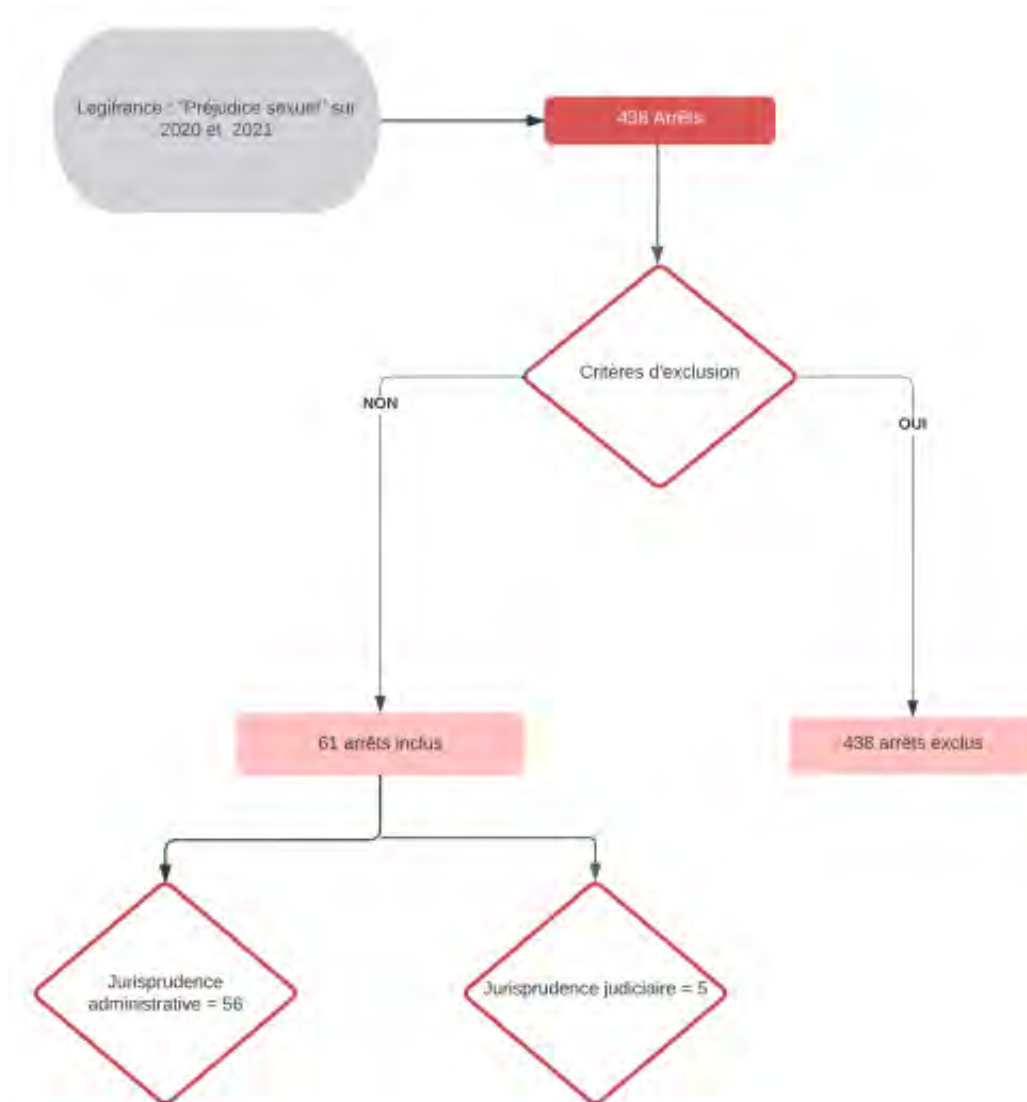 Legifrance : "Préjudice sexuel" sur
2020 et 2021
438 Arrêts
Critères d'exclusion
NON
OUI
61 arrêts inclus
438 arrêts exclus
Jurisprudence
administrative = 56
Jurisprudence judiciaire = 5